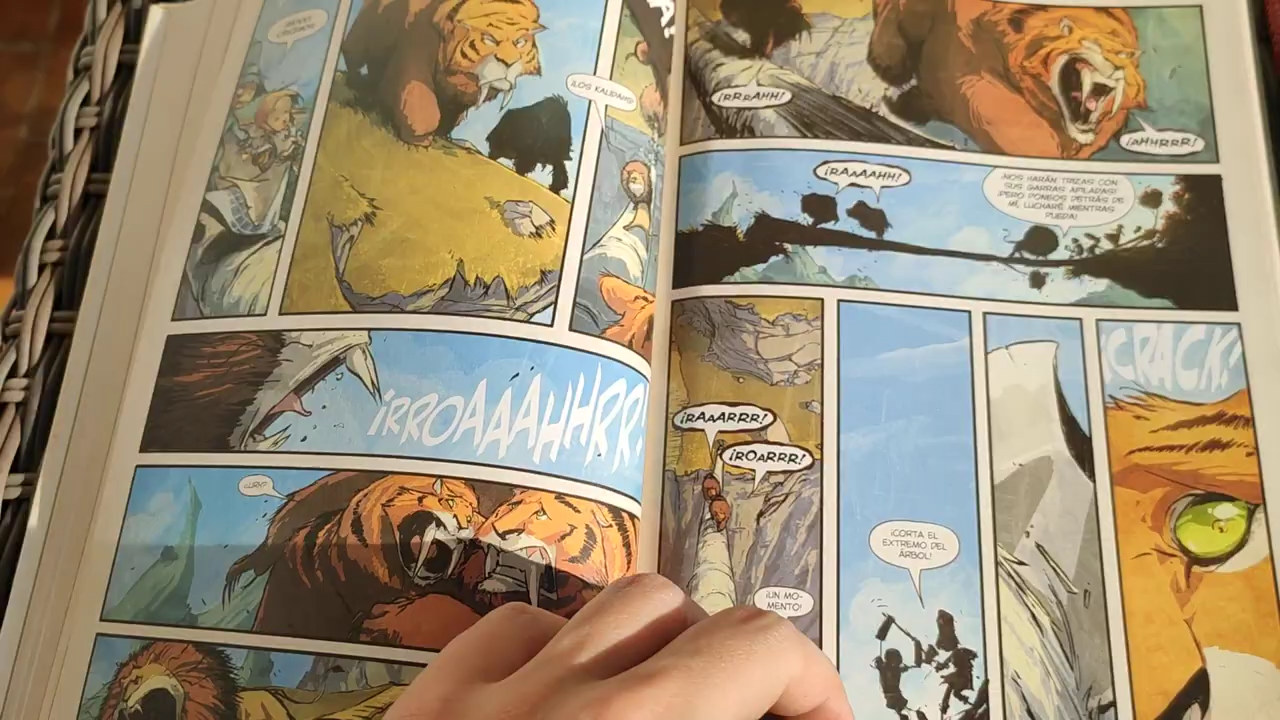 ¡LOS KALIDAHS!
¡RROAAAHHRR!
¡RRRAHH!
¡AHHRRR!
¡RAAAAHH!
¡NOS HARÁN TRIZAS CON
SUS GARRAS AFILADAS!
¡PERO PONEOS DETRÁS DE
MÍ, LUCHARÉ MIENTRAS
PUEDA!
¡RAAARRR!
¡ROARRR!
¡UN MO-
MENTO!
¡CORTA EL
EXTREMO DEL
ÁRBOL!
¡CRACK!